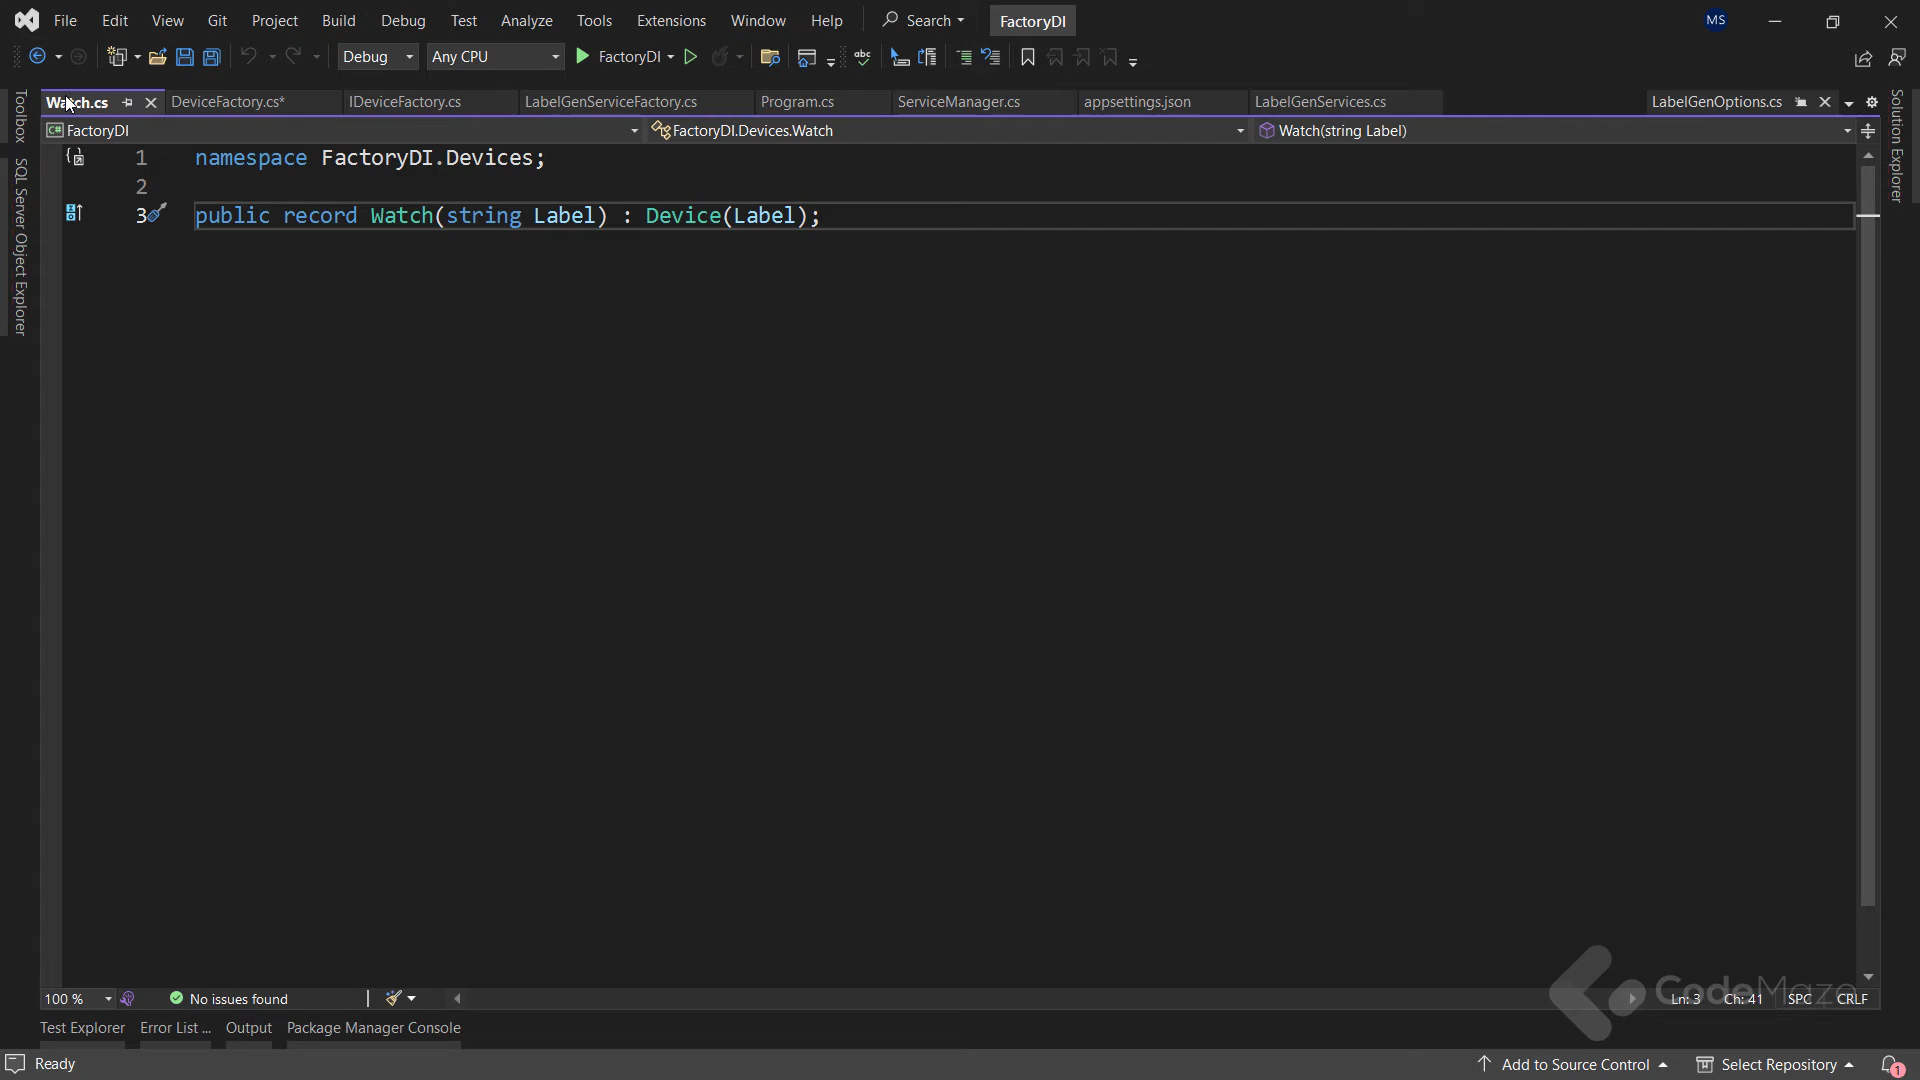 File Edit View Git Project Build Debug Test Analyze Tools Extensions Window Help Search FactoryDI MS
Debug Any CPU FactoryDI
Watch.cs DeviceFactory.cs* IDeviceFactory.cs LabelGenServiceFactory.cs Program.cs ServiceManager.cs appsettings.json LabelGenServices.cs LabelGenOptions.cs
FactoryDI FactoryDI.Devices.Watch Watch(string Label)
Toolbox
SQL Server Object Explorer
Solution Explorer
1 namespace FactoryDI.Devices;
2
3 public record Watch(string Label) : Device(Label);
CodeMaze
100 % No issues found Ln: 3 Ch: 41 SPC CRLF
Test Explorer Error List ... Output Package Manager Console
Ready Add to Source Control Select Repository 1